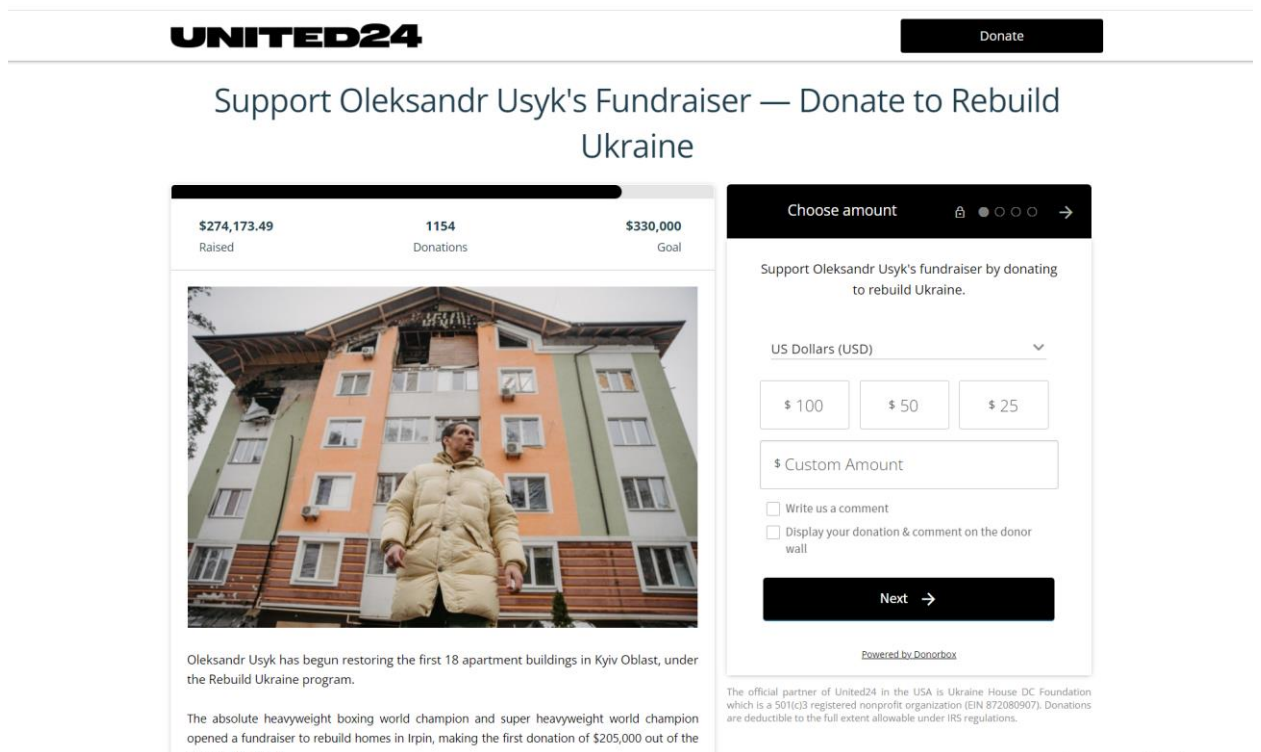 UNITED24
Donate
Support Oleksandr Usyk's Fundraiser — Donate to Rebuild
Ukraine
$274,173.49
Raised
1154
Donations
$330,000
Goal
Oleksandr Usyk has begun restoring the first 18 apartment buildings in Kyiv Oblast, under
the Rebuild Ukraine program.
The absolute heavyweight boxing world champion and super heavyweight world champion
opened a fundraiser to rebuild homes in Irpin, making the first donation of $205,000 out of the
Choose amount
Support Oleksandr Usyk's fundraiser by donating
to rebuild Ukraine.
US Dollars (USD)
$ 100
$ 50
$ 25
$ Custom Amount
Write us a comment
Display your donation & comment on the donor
wall
Next →
Powered by Donorbox
The official partner of United24 in the USA is Ukraine House DC Foundation
which is a 501(c)3 registered nonprofit organization (EIN 872080907). Donations
are deductible to the full extent allowable under IRS regulations.